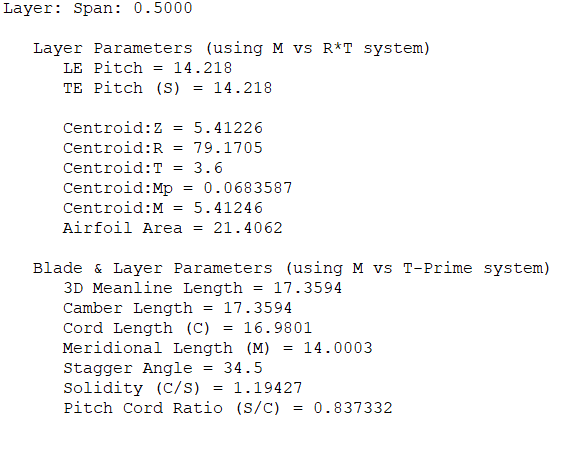 Layer: Span: 0.5000
Layer Parameters (using M vs R*T system)
LE Pitch = 14.218
TE Pitch (S) = 14.218
Centroid:Z = 5.41226
Centroid:R = 79.1705
Centroid:T = 3.6
Centroid:Mp = 0.0683587
Centroid:M = 5.41246
Airfoil Area = 21.4062
Blade & Layer Parameters (using M vs T-Prime system)
3D Meanline Length = 17.3594
Camber Length = 17.3594
Cord Length (C) = 16.9801
Meridional Length (M) = 14.0003
Stagger Angle = 34.5
Solidity (C/S) = 1.19427
Pitch Cord Ratio (S/C) = 0.837332